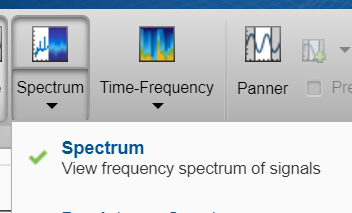 Spectrum Time-Frequency Panner
Spectrum
View frequency spectrum of signals